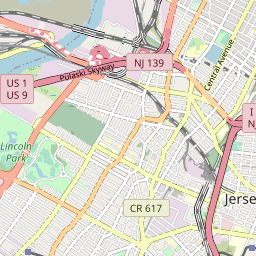 Central Avenue
NJ 139
Pulaski Skyway
US 1
US 9
I
Lincoln
Park
Jerse
CR 617